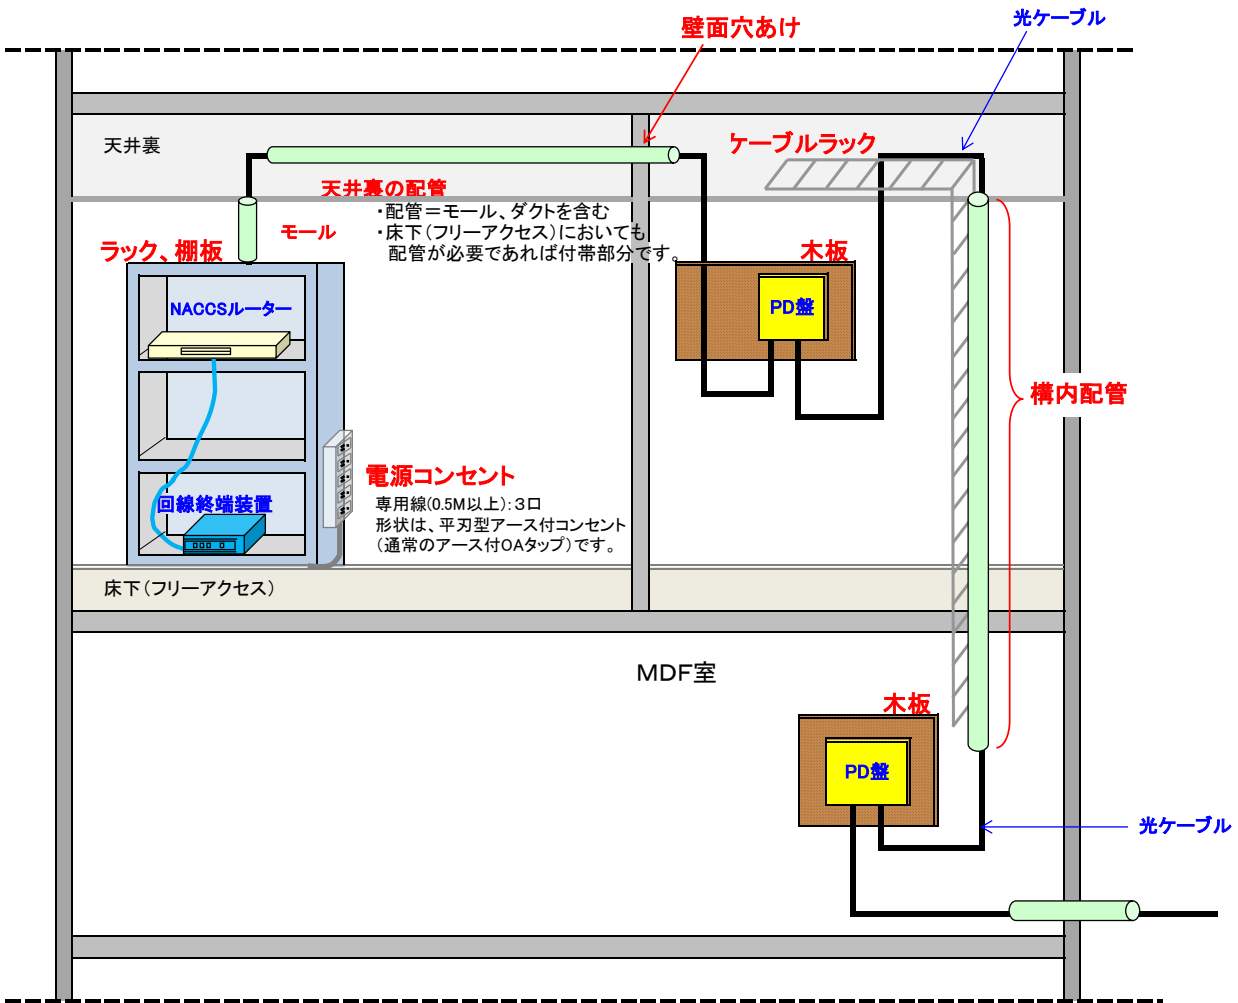 壁面穴あけ
光ケーブル
天井裏
ケーブルラック
天井裏の配管
・配管＝モール、ダクトを含む
・床下（フリーアクセス）においても
配管が必要であれば付帯部分です。
モール
ラック、棚板
木板
NACCSルーター
PD盤
構内配管
電源コンセント
専用線(0.5M以上)：３口
形状は、平刃型アース付コンセント
（通常のアース付OAタップ）です。
回線終端装置
床下（フリーアクセス）
ＭＤＦ室
木板
PD盤
光ケーブル